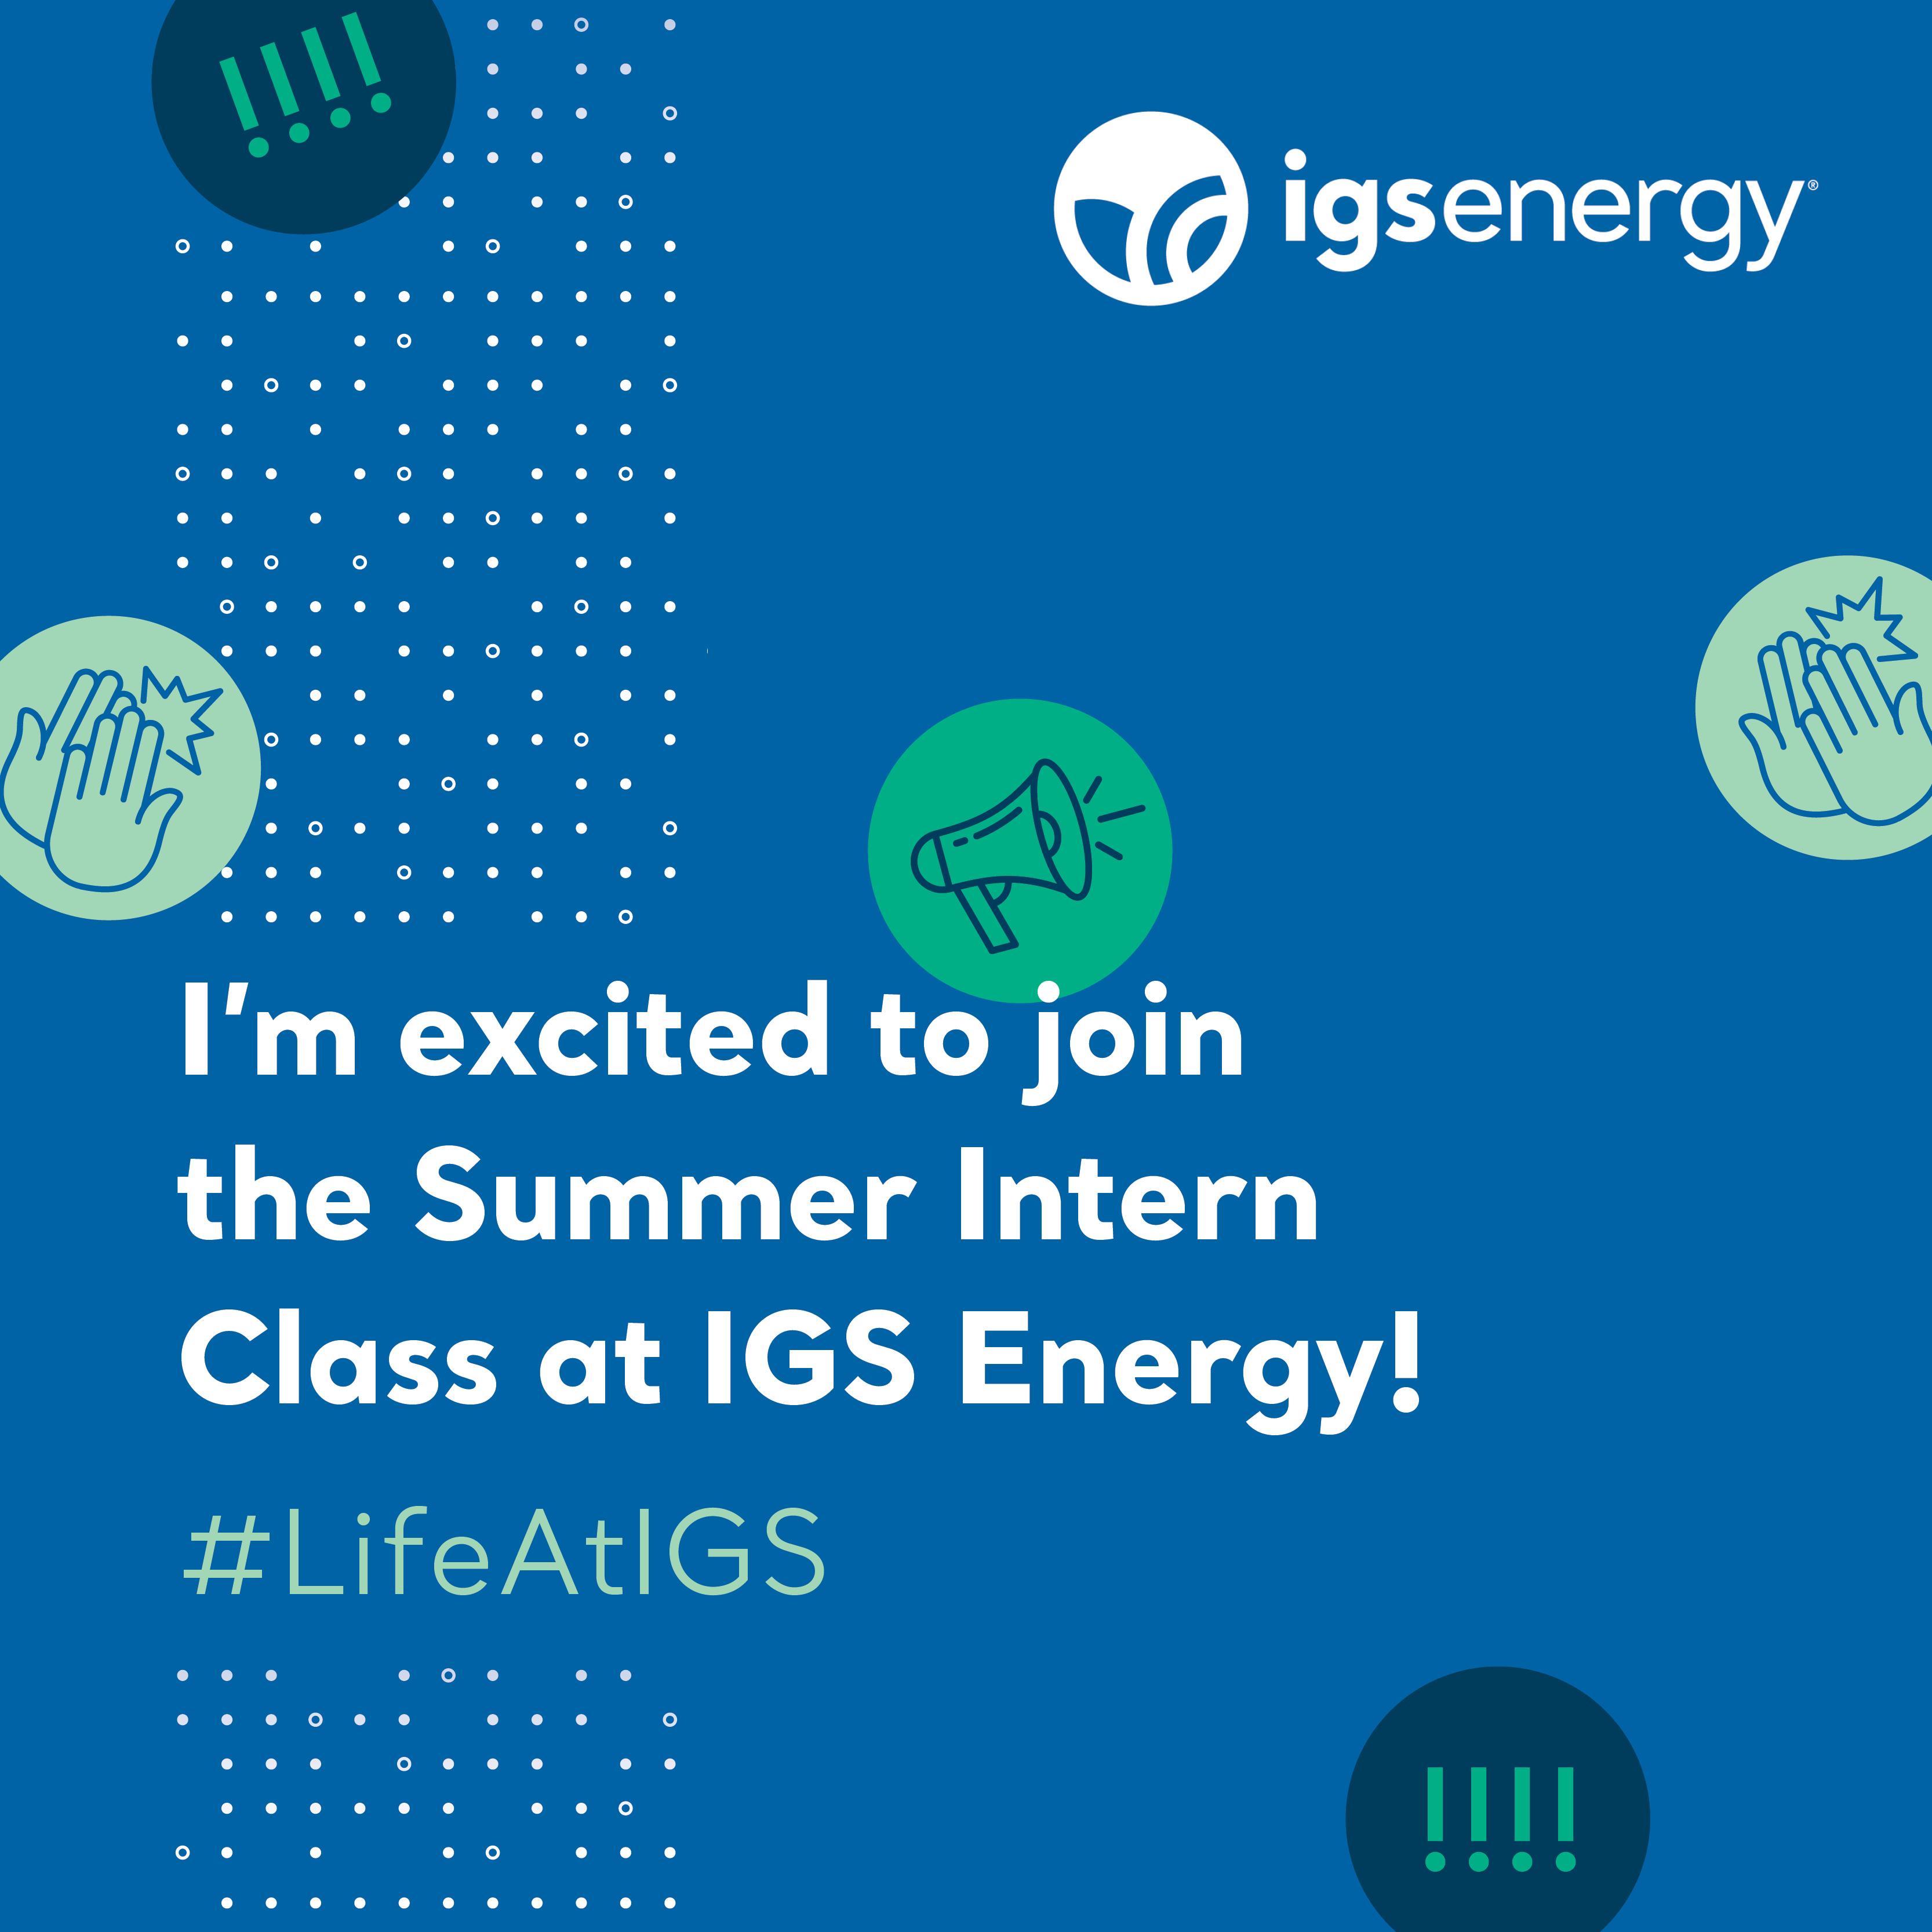 !!!!
igsenergy®
I’m excited to join
the Summer Intern
Class at IGS Energy!
#LifeAtIGS
!!!!